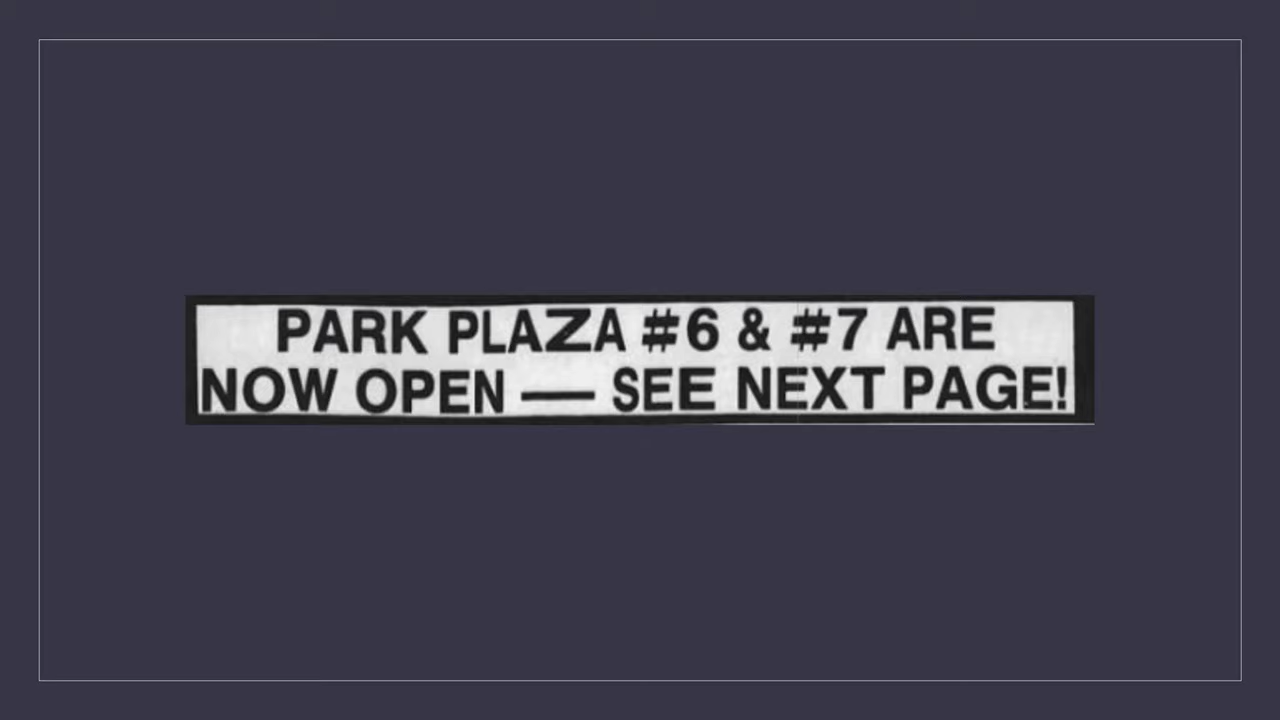 PARK PLAZA #6 & #7 ARE
NOW OPEN — SEE NEXT PAGE!